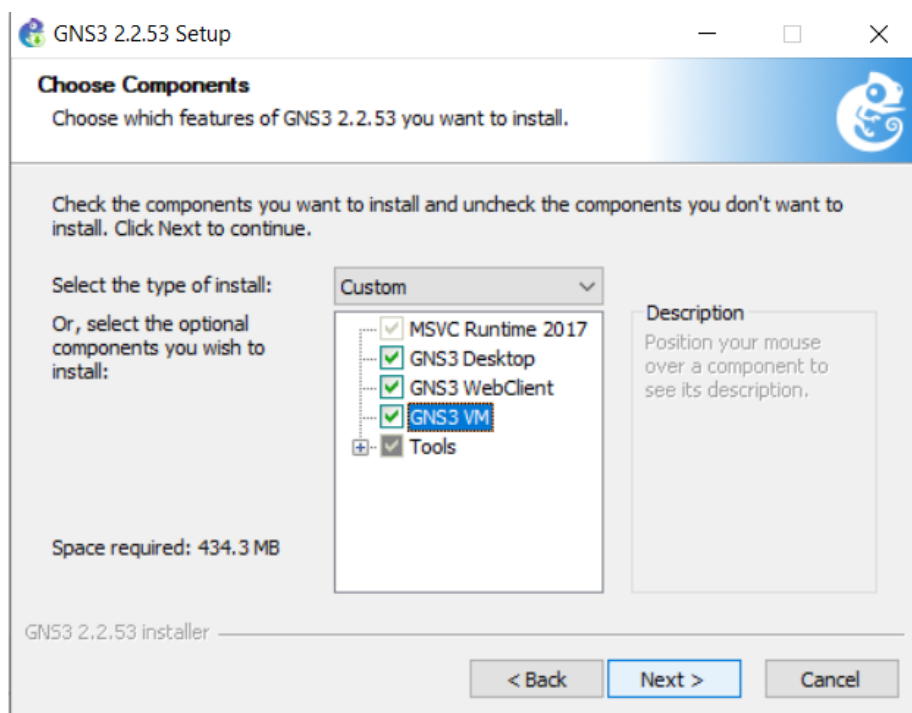 GNS3 2.2.53 Setup
Choose Components
Choose which features of GNS3 2.2.53 you want to install.
Check the components you want to install and uncheck the components you don't want to
install. Click Next to continue.
Select the type of install:
Custom
Or, select the optional
components you wish to
install:
MSVC Runtime 2017
GNS3 Desktop
GNS3 WebClient
GNS3 VM
Tools
Description
Position your mouse
over a component to
see its description.
Space required: 434.3 MB
GNS3 2.2.53 installer
< Back
Next >
Cancel